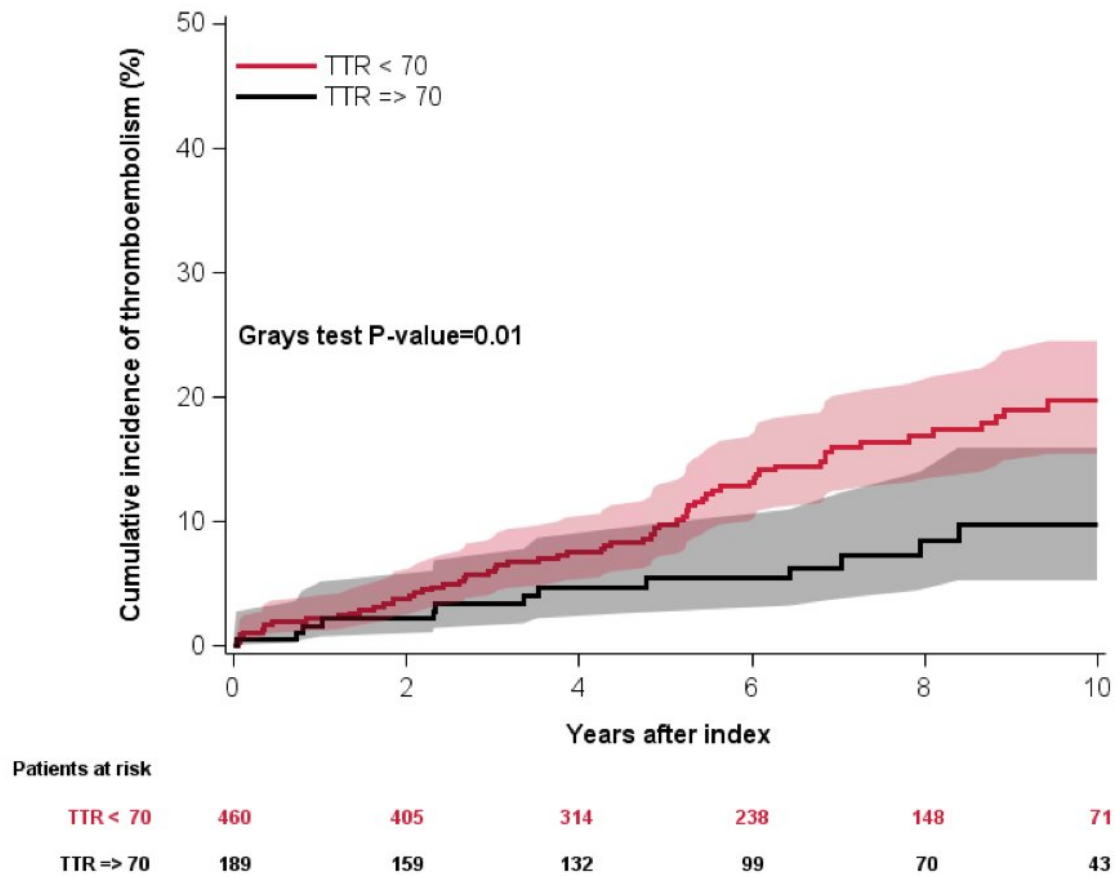 50
TTR < 70
TTR => 70
40
30
Cumulative incidence of thromboembolism (%)
Grays test P-value=0.01
20
10
0
0 2 4 6 8 10
Years after index
Patients at risk
TTR < 70 460 405 314 238 148 71
TTR => 70 189 159 132 99 70 43